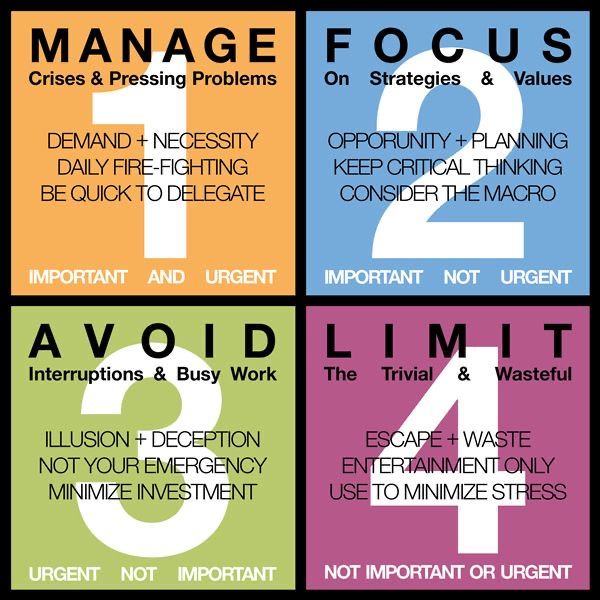 MANAGE
Crises & Pressing Problems
1
DEMAND + NECESSITY
DAILY FIRE-FIGHTING
BE QUICK TO DELEGATE
IMPORTANT AND URGENT
FOCUS
On Strategies & Values
2
OPPORUNITY + PLANNING
KEEP CRITICAL THINKING
CONSIDER THE MACRO
IMPORTANT NOT URGENT
AVOID
Interruptions & Busy Work
3
ILLUSION + DECEPTION
NOT YOUR EMERGENCY
MINIMIZE INVESTMENT
URGENT NOT IMPORTANT
LIMIT
The Trivial & Wasteful
4
ESCAPE + WASTE
ENTERTAINMENT ONLY
USE TO MINIMIZE STRESS
NOT IMPORTANT OR URGENT